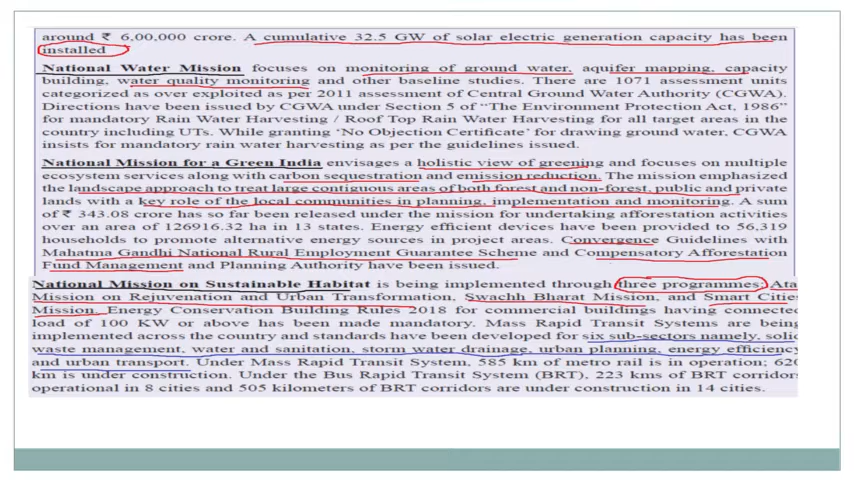 around ₹ 6,00,000 crore. A cumulative 32.5 GW of solar electric generation capacity has been
installed
National Water Mission focuses on monitoring of ground water, aquifer mapping, capacity
building, water quality monitoring and other baseline studies. There are 1071 assessment units
categorized as over exploited as per 2011 assessment of Central Ground Water Authority (CGWA).
Directions have been issued by CGWA under Section 5 of “The Environment Protection Act, 1986”
for mandatory Rain Water Harvesting / Roof Top Rain Water Harvesting for all target areas in the
country including UTs. While granting ‘No Objection Certificate’ for drawing ground water, CGWA
insists for mandatory rain water harvesting as per the guidelines issued.
National Mission for a Green India envisages a holistic view of greening and focuses on multiple
ecosystem services along with carbon sequestration and emission reduction. The mission emphasized
the landscape approach to treat large contiguous areas of both forest and non-forest, public and private
lands with a key role of the local communities in planning, implementation and monitoring. A sum
of ₹ 343.08 crore has so far been released under the mission for undertaking afforestation activities
over an area of 126916.32 ha in 13 states. Energy efficient devices have been provided to 56,319
households to promote alternative energy sources in project areas. Convergence Guidelines with
Mahatma Gandhi National Rural Employment Guarantee Scheme and Compensatory Afforestation
Fund Management and Planning Authority have been issued.
National Mission on Sustainable Habitat is being implemented through three programmes: Ata
Mission on Rejuvenation and Urban Transformation, Swachh Bharat Mission, and Smart Cities
Mission. Energy Conservation Building Rules 2018 for commercial buildings having connected
load of 100 KW or above has been made mandatory. Mass Rapid Transit Systems are being
implemented across the country and standards have been developed for six sub-sectors namely, solid
waste management, water and sanitation, storm water drainage, urban planning, energy efficiency
and urban transport. Under Mass Rapid Transit System, 585 km of metro rail is in operation; 620
km is under construction. Under the Bus Rapid Transit System (BRT), 223 kms of BRT corridors
operational in 8 cities and 505 kilometers of BRT corridors are under construction in 14 cities.